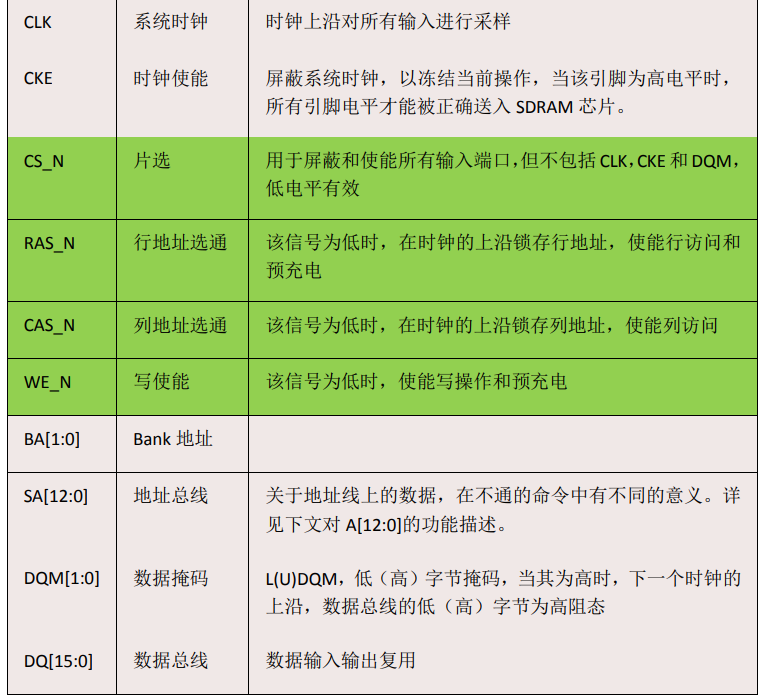 CLK 系统时钟 时钟上沿对所有输入进行采样
CKE 时钟使能 屏蔽系统时钟，以冻结当前操作，当该引脚为高电平时，
所有引脚电平才能被正确送入 SDRAM 芯片。
CS_N 片选 用于屏蔽和使能所有输入端口，但不包括 CLK，CKE 和 DQM，
低电平有效
RAS_N 行地址选通 该信号为低时，在时钟的上沿锁存行地址，使能行访问和
预充电
CAS_N 列地址选通 该信号为低时，在时钟的上沿锁存列地址，使能列访问
WE_N 写使能 该信号为低时，使能写操作和预充电
BA[1:0] Bank 地址
SA[12:0] 地址总线 关于地址线上的数据，在不通的命令中有不同的意义。详
见下文对 A[12:0]的功能描述。
DQM[1:0] 数据掩码 L(U)DQM，低（高）字节掩码，当其为高时，下一个时钟的
上沿，数据总线的低（高）字节为高阻态
DQ[15:0] 数据总线 数据输入输出复用